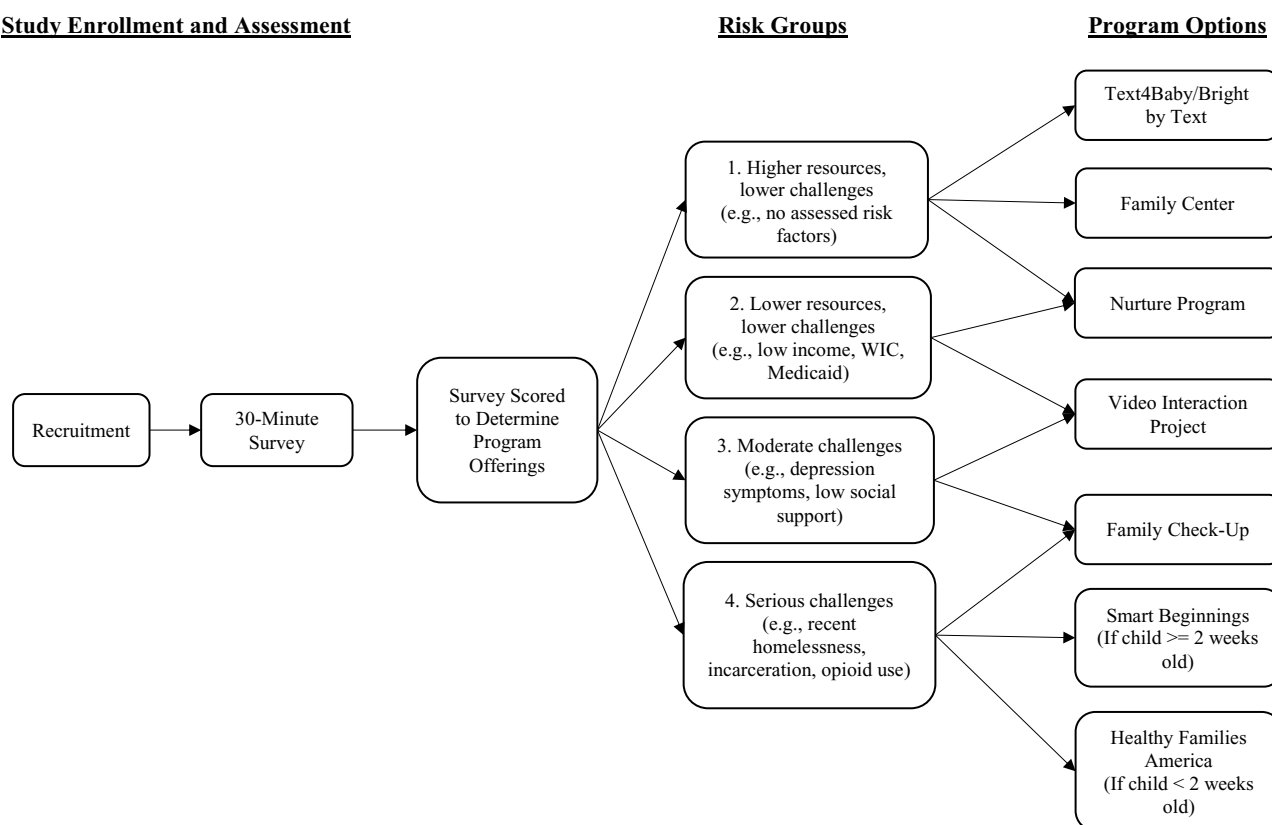 Study Enrollment and Assessment
Risk Groups
Program Options
Recruitment
30-Minute
Survey
Survey Scored
to Determine
Program
Offerings
1. Higher resources,
lower challenges
(e.g., no assessed risk
factors)
2. Lower resources,
lower challenges
(e.g., low income, WIC,
Medicaid)
3. Moderate challenges
(e.g., depression
symptoms, low social
support)
4. Serious challenges
(e.g., recent
homelessness,
incarceration, opioid use)
Text4Baby/Bright
by Text
Family Center
Nurture Program
Video Interaction
Project
Family Check-Up
Smart Beginnings
(If child >= 2 weeks
old)
Healthy Families
America
(If child < 2 weeks
old)